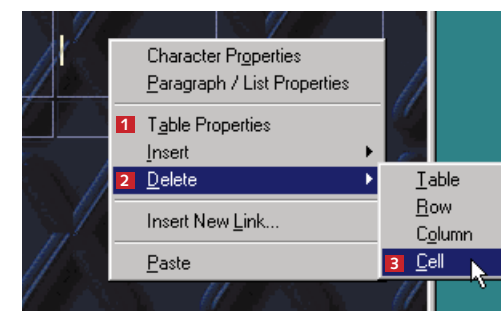 Character Properties
Paragraph / List Properties
1 Table Properties
Insert
2 Delete
Insert New Link...
Paste
Table
Row
Column
3 Cell